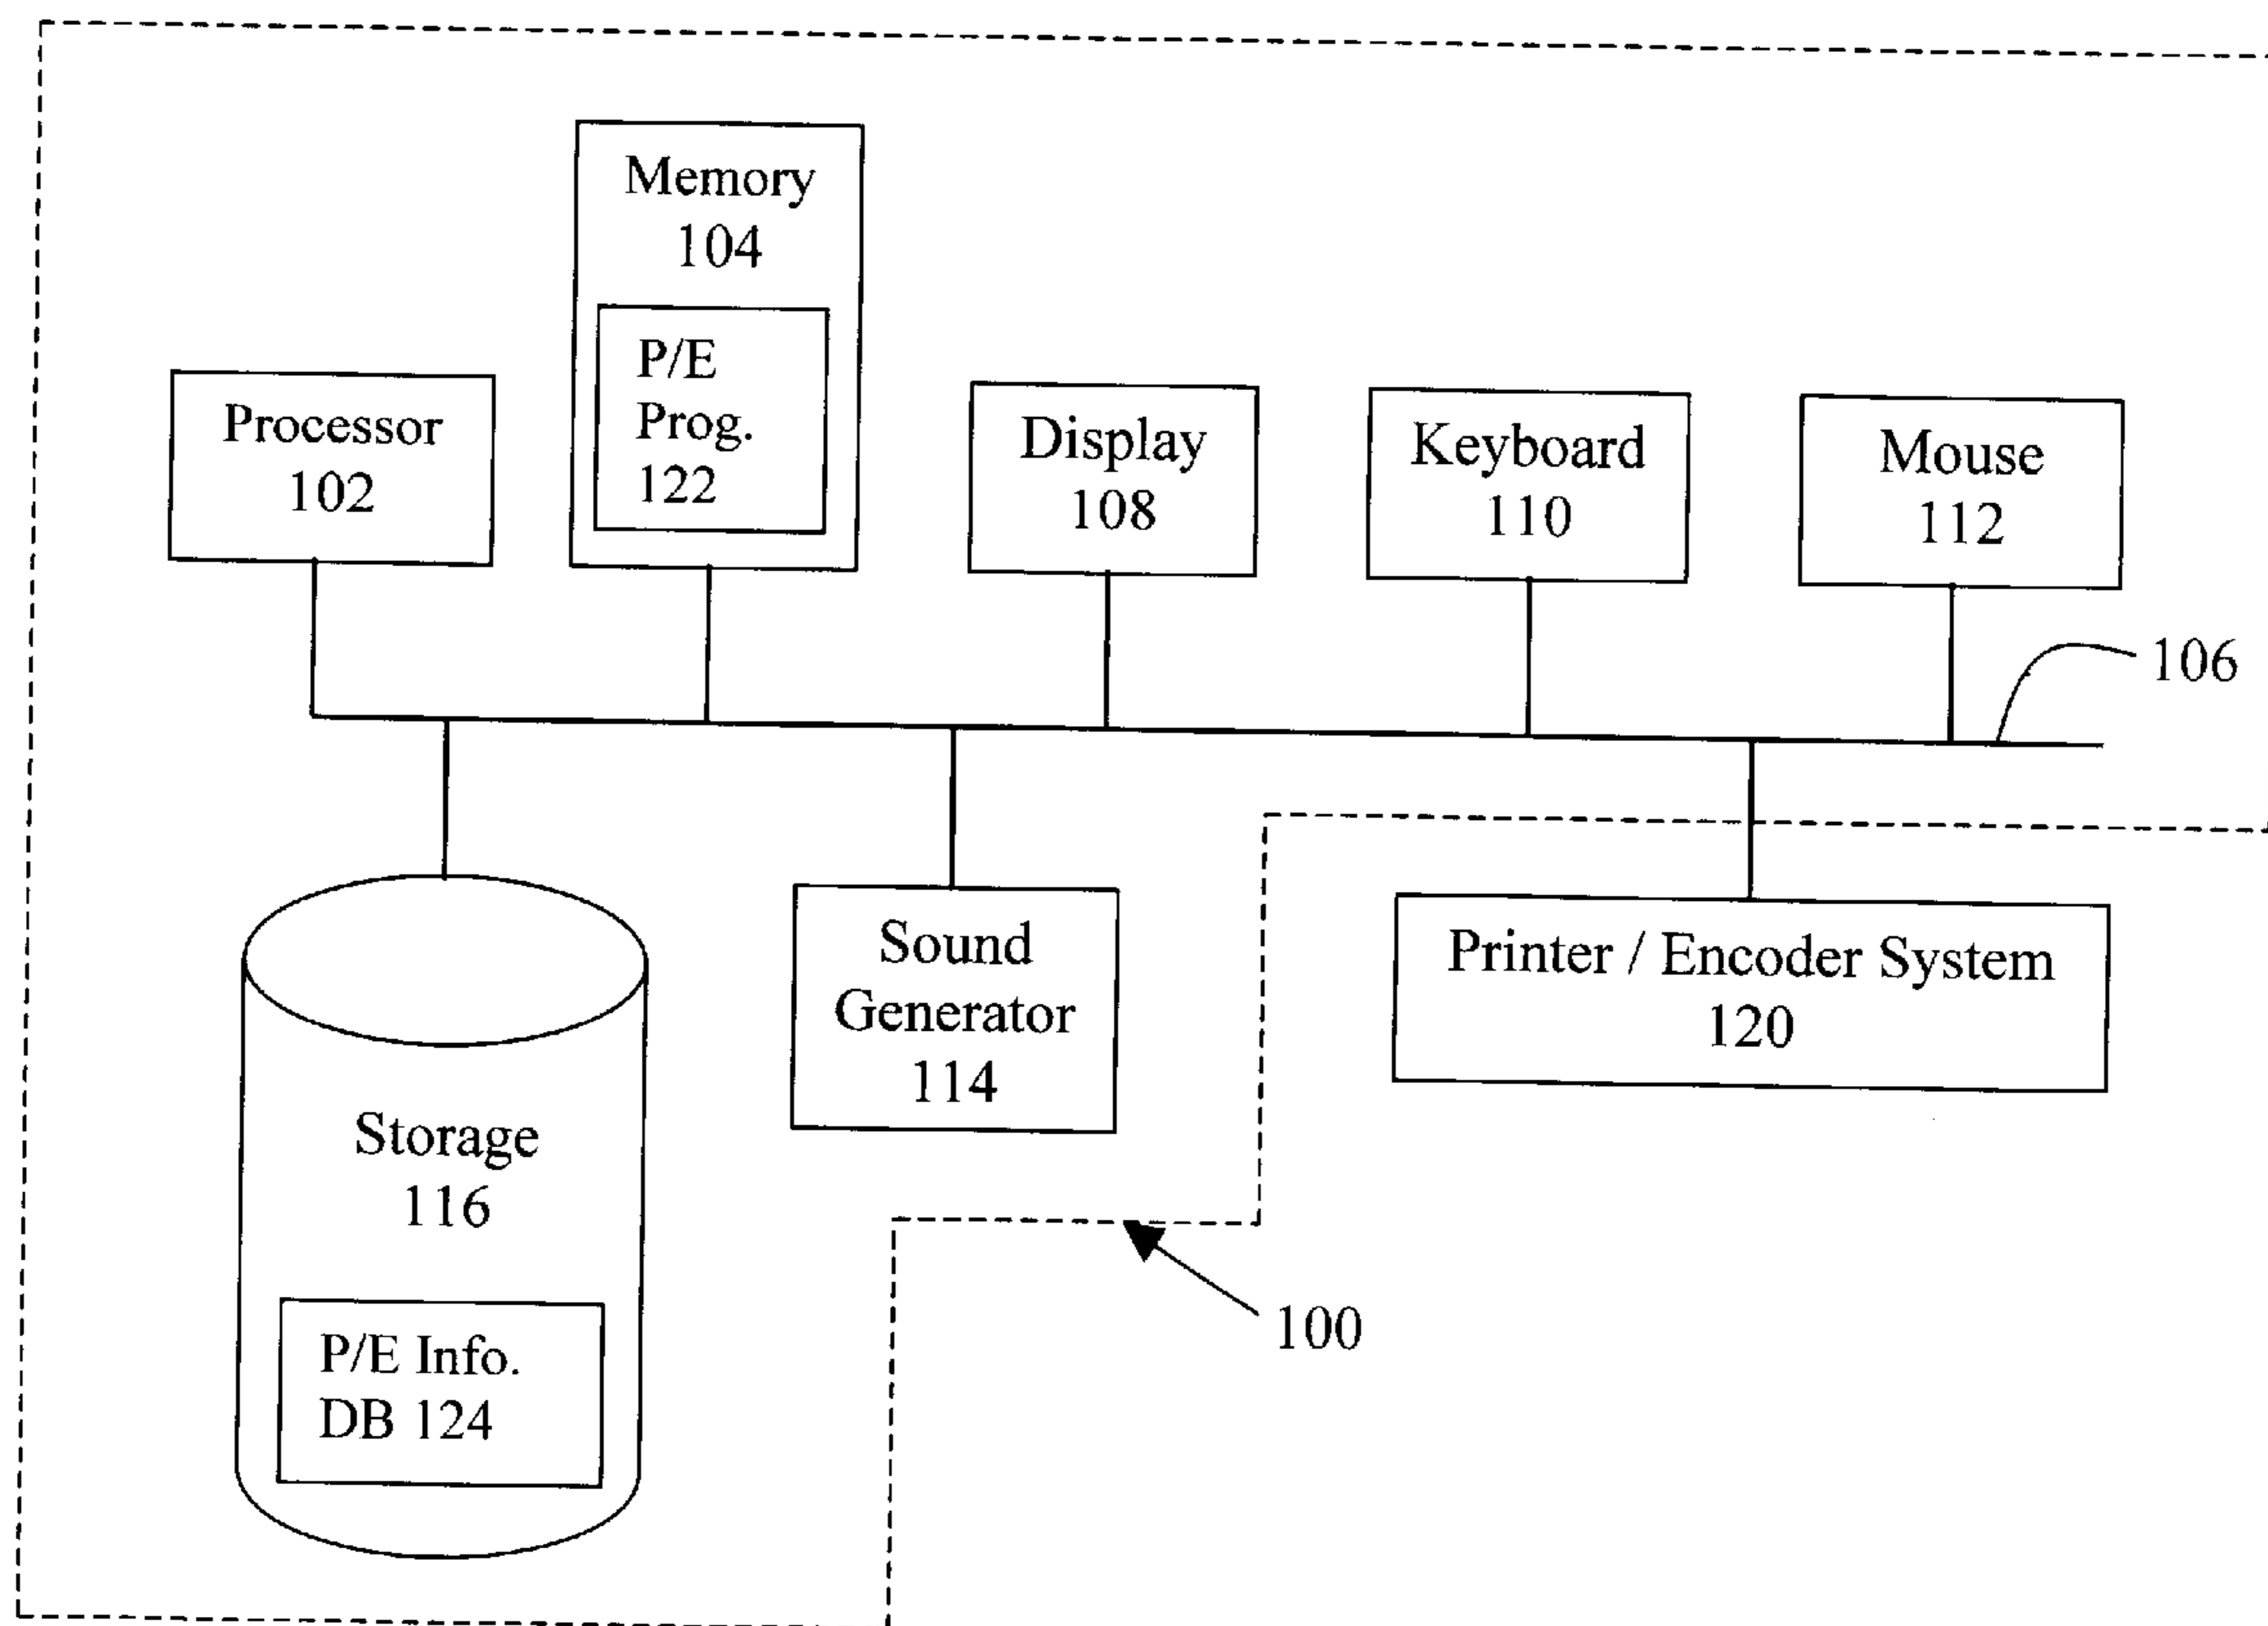 Memory
104
P/E
Prog.
122
Processor
102
Display
108
Keyboard
110
Mouse
112
106
Sound
Generator
114
Printer / Encoder System
120
Storage
116
P/E Info.
DB 124
100